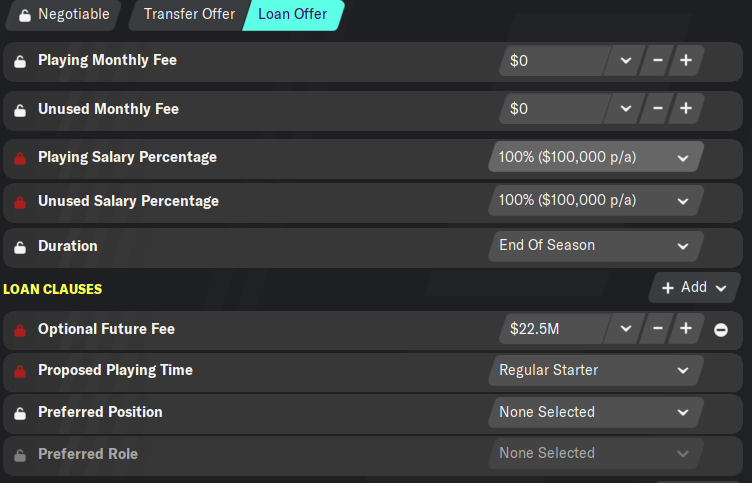 Negotiable Transfer Offer Loan Offer
Playing Monthly Fee $0
Unused Monthly Fee $0
Playing Salary Percentage 100% ($100,000 p/a)
Unused Salary Percentage 100% ($100,000 p/a)
Duration End Of Season
LOAN CLAUSES + Add
Optional Future Fee $22.5M
Proposed Playing Time Regular Starter
Preferred Position None Selected
Preferred Role None Selected